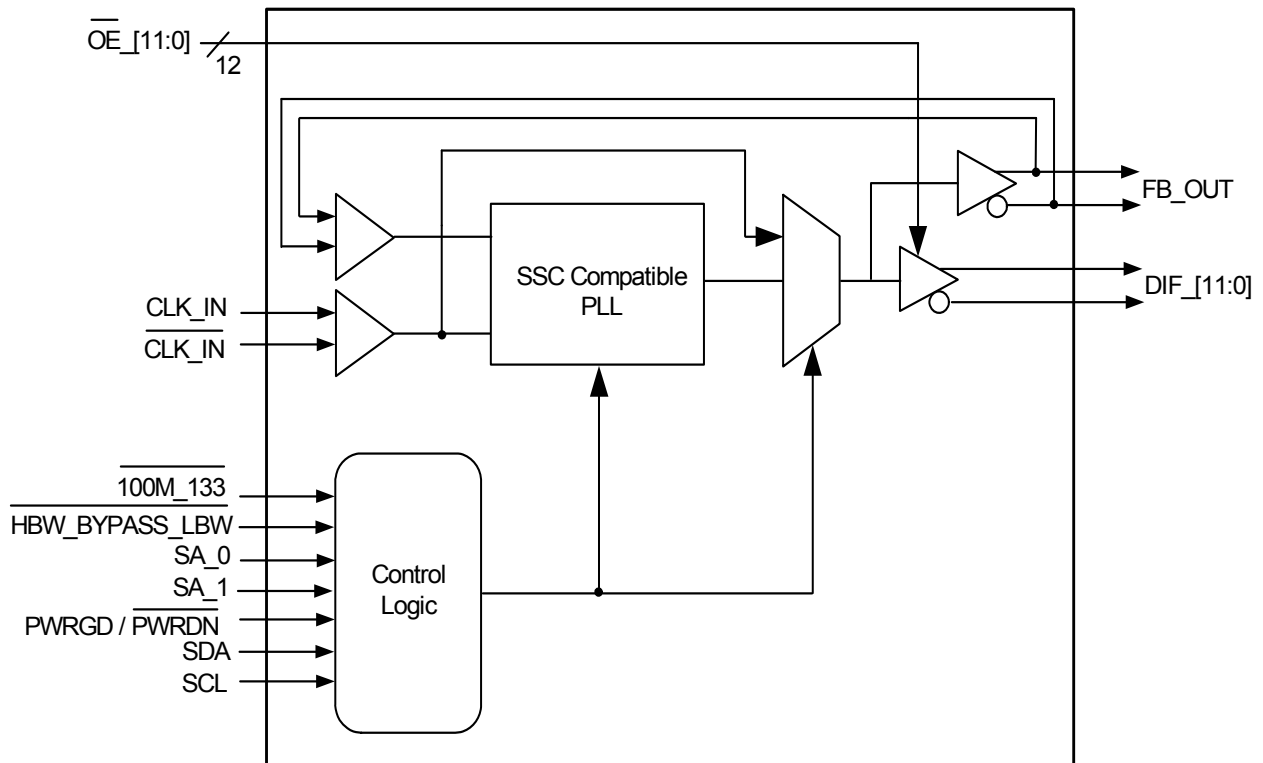 OE_[11:0]
12
FB_OUT
SSC Compatible
PLL
DIF_[11:0]
CLK_IN
CLK_IN
100M_133
HBW_BYPASS_LBW
SA_0
SA_1
PWRGD / PWRDN
SDA
SCL
Control
Logic